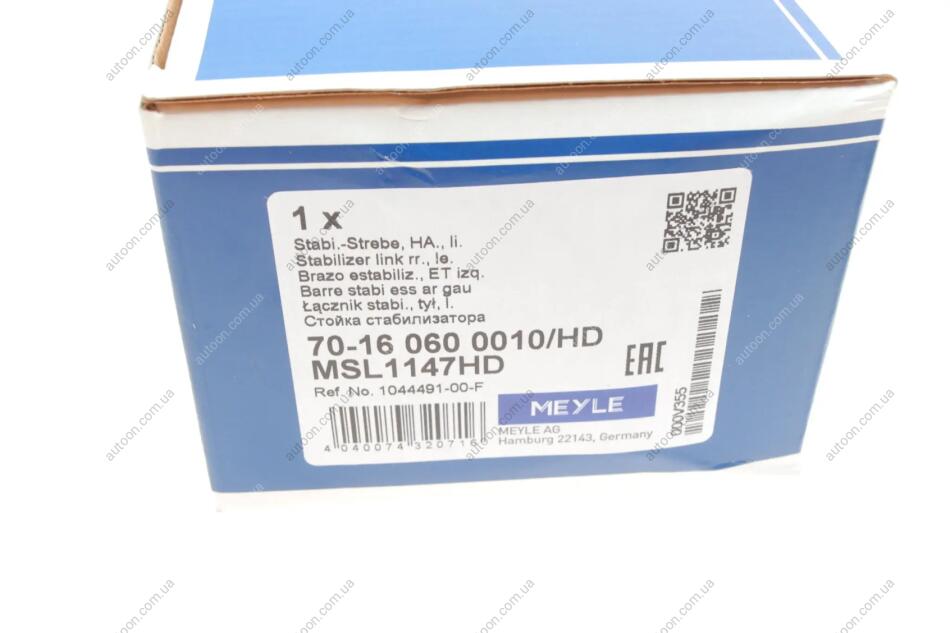 1 x
Stabi.-Strebe, HA., li.
Stabilizer link rr., le.
Brazo estabiliz., ET izq.
Barre stabi ess ar gau
Łącznik stabi., tył, l.
Стойка стабилизатора
70-16 060 0010/HD
MSL1147HD
Ref. No. 1044491-00-F
EAC
MEYLE
MEYLE AG
Hamburg 22143, Germany
4 040074 320716
000V355
autoon.com.ua